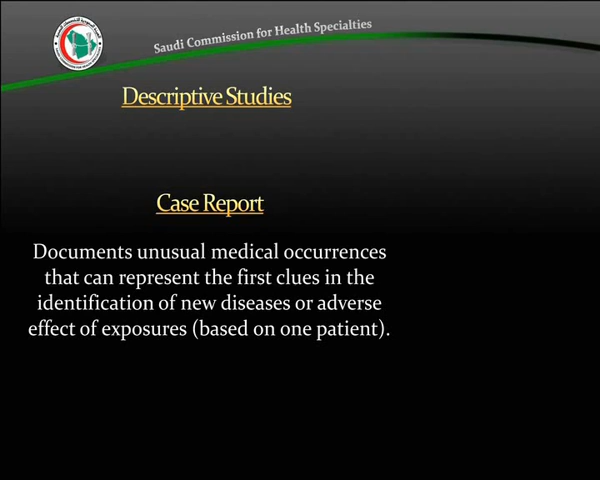 Saudi Commission for Health Specialties
Descriptive Studies
Case Report
Documents unusual medical occurrences
that can represent the first clues in the
identification of new diseases or adverse
effect of exposures (based on one patient).